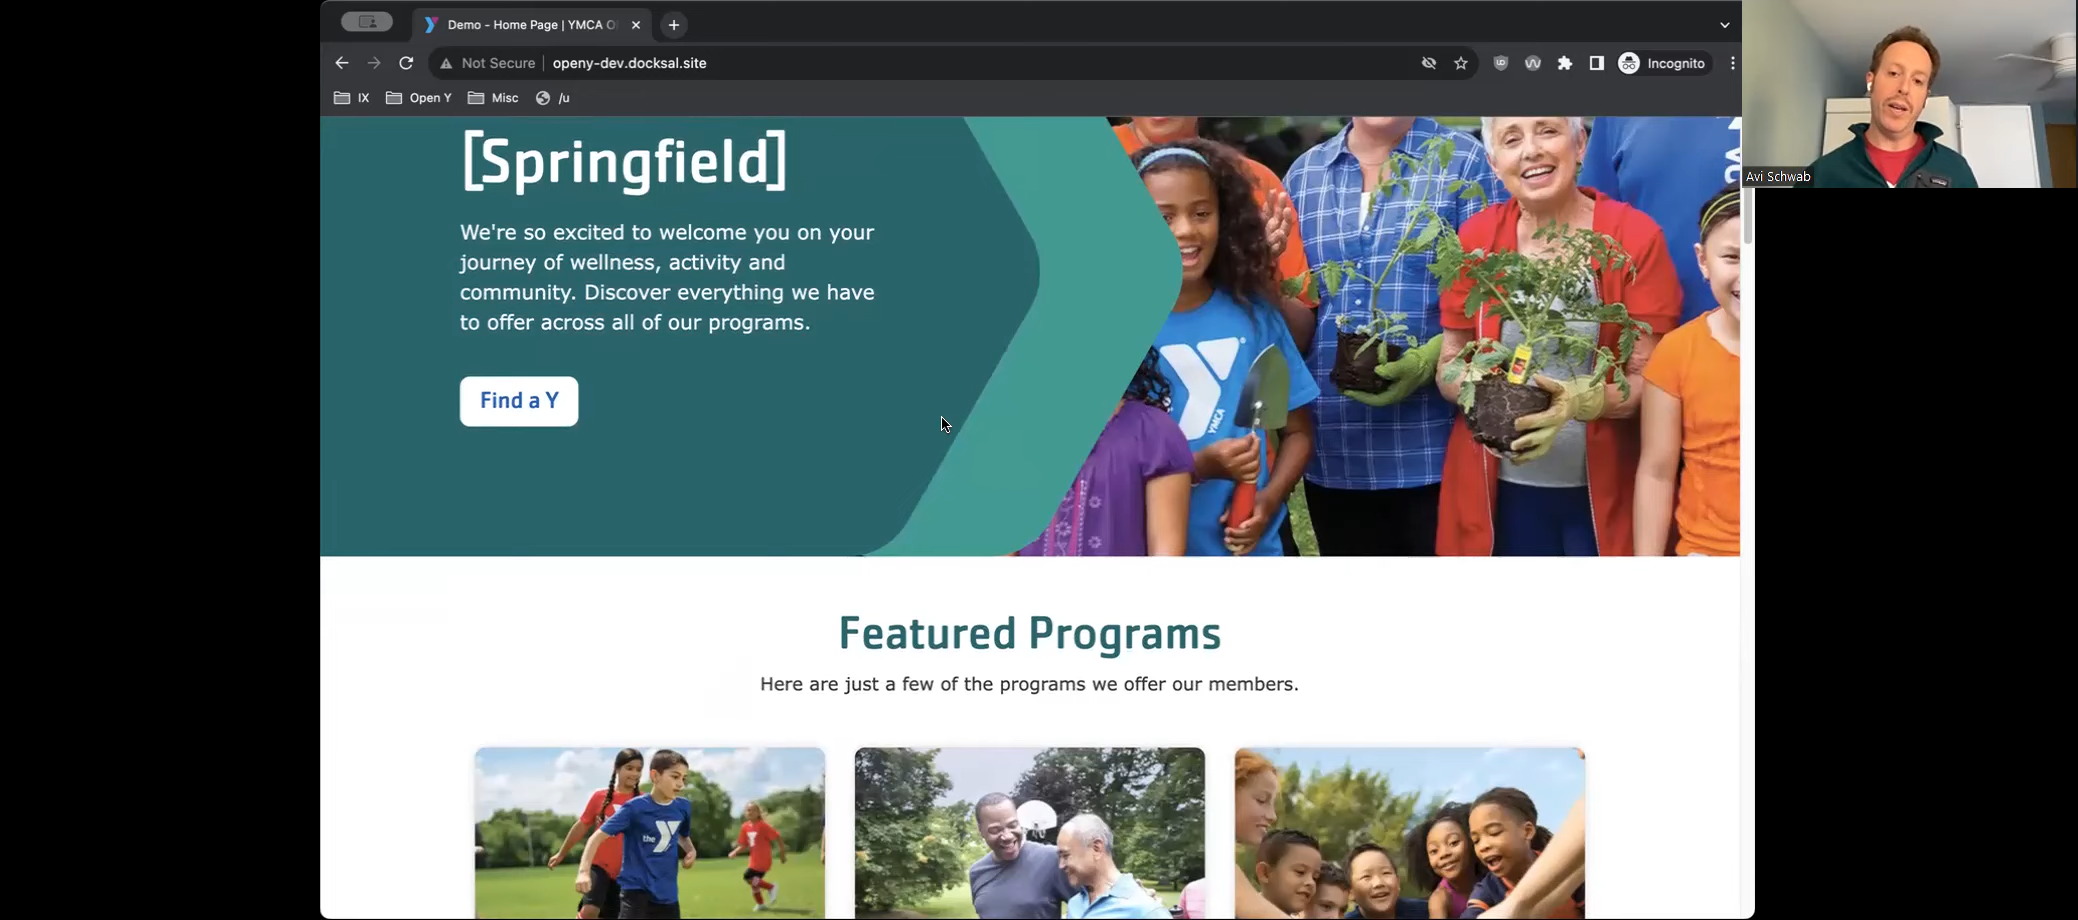 Demo - Home Page | YMCA O
Not Secure
openy-dev.docksal.site
Incognito
IX
Open Y
Misc
/u
Avi Schwab
[Springfield]
We're so excited to welcome you on your
journey of wellness, activity and
community. Discover everything we have
to offer across all of our programs.
Find a Y
YMCA
Featured Programs
Here are just a few of the programs we offer our members.
the